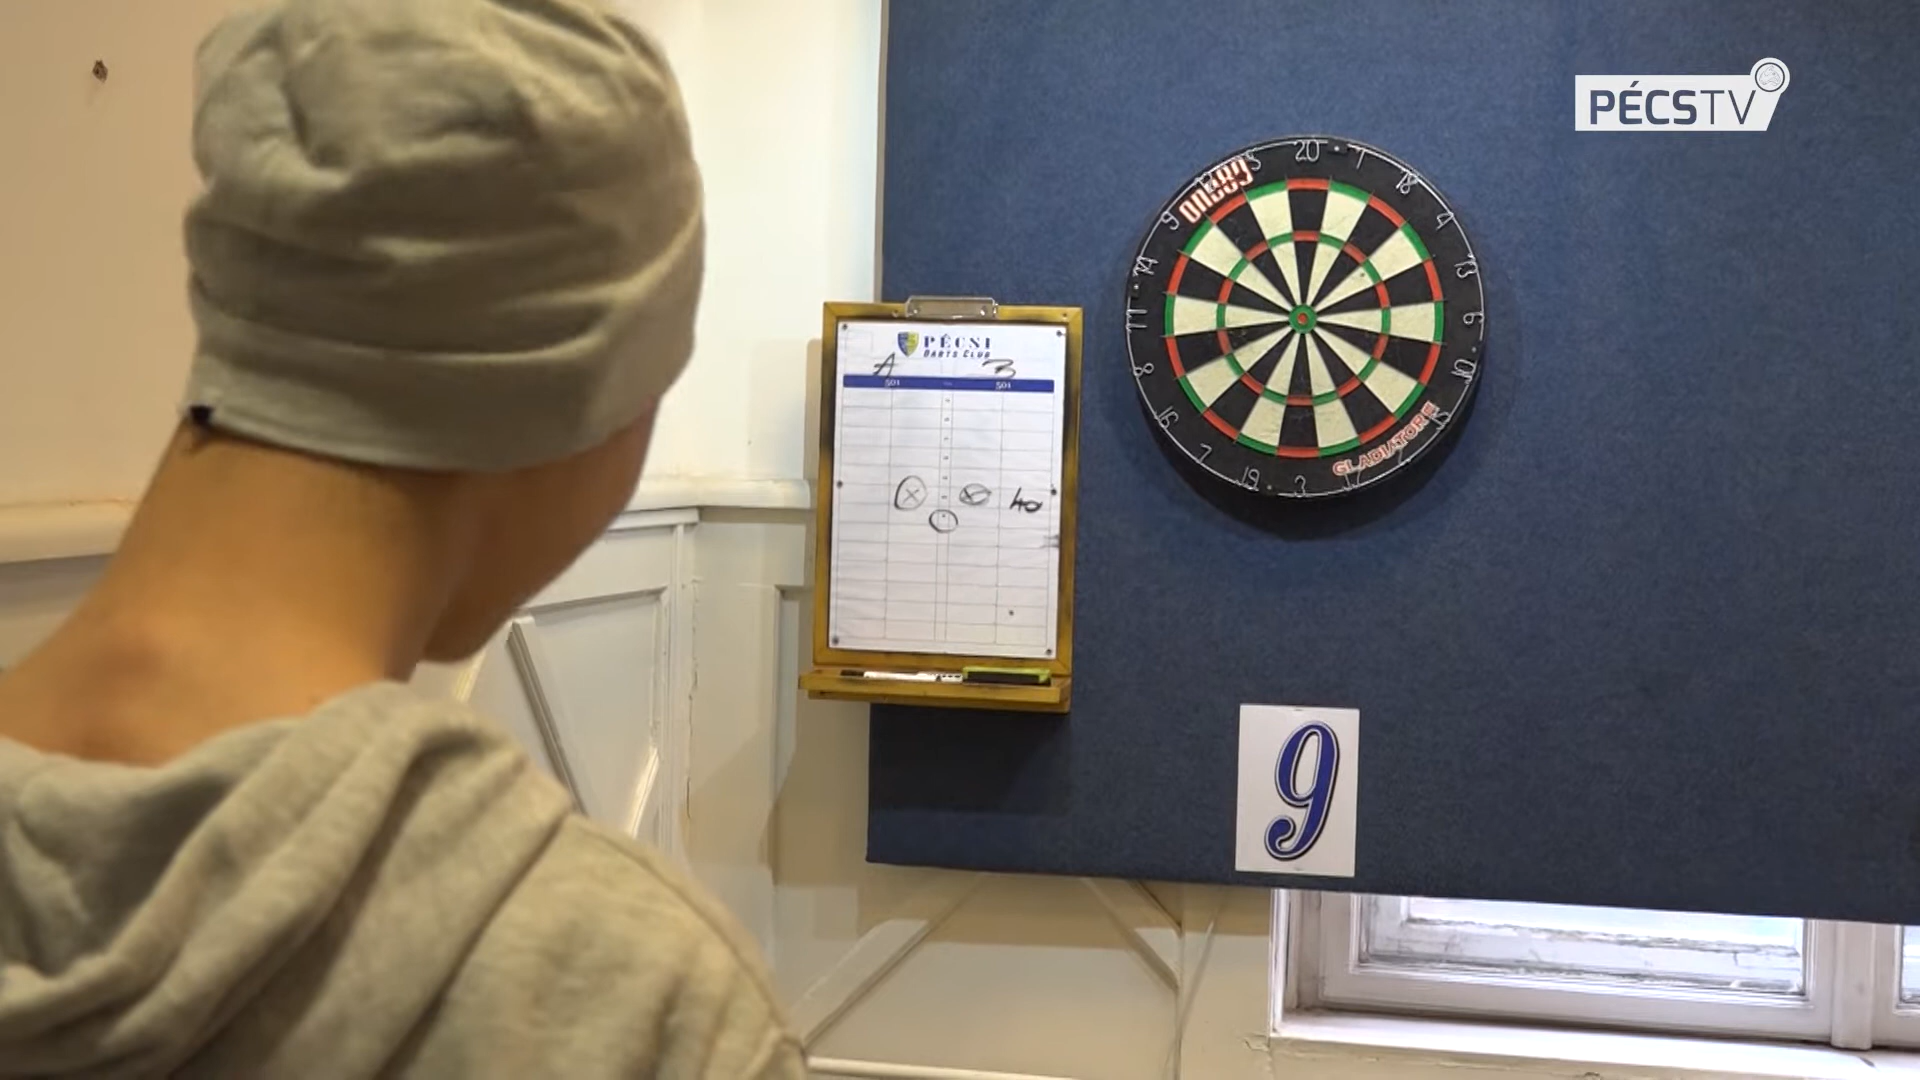 PÉCSTV
one80
20 1 18 4 13 6 10 15 2 17 3 19 7 16 8 11 14 9 12 5
GLADIATOR III
PÉCSI
DARTS CLUB
A B
501 501
40
9